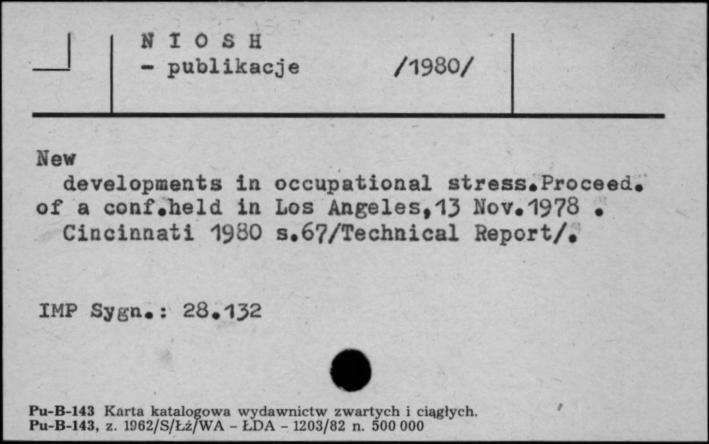 N I O S H
- publikacje /1980/
New
developments in occupational stress.Proceed.
of a conf.held in Los Angeles,13 Nov.1978 .
Cincinnati 1980 s.67/Technical Report/.
IMP Sygn.: 28.132
Pu-B-143 Karta katalogowa wydawnictw zwartych i ciągłych.
Pu-B-143, z. 1962/S/Łź/WA – ŁDA – 1203/82 n. 500 000